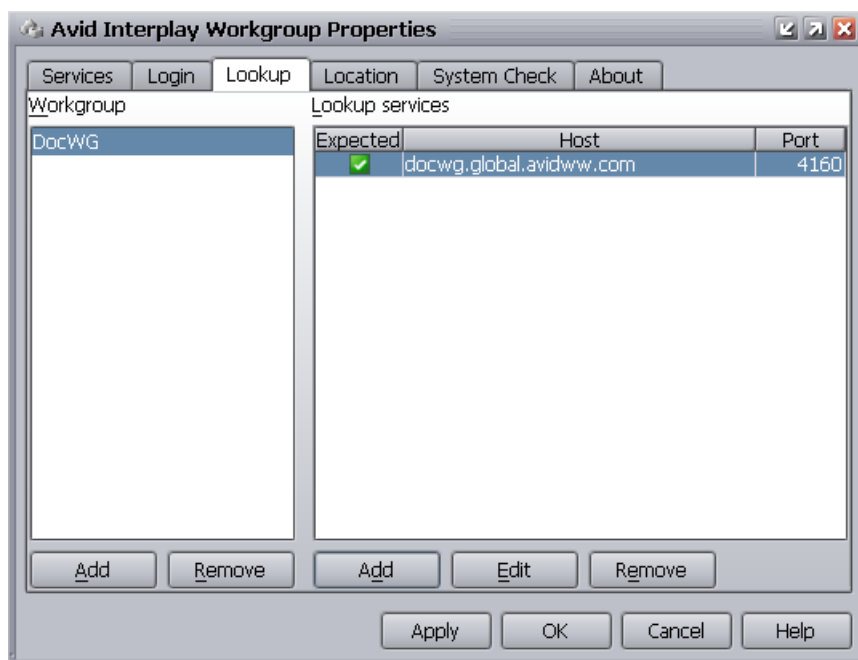 Avid Interplay Workgroup Properties
Services Login Lookup Location System Check About
Workgroup Lookup services
DocWG Expected Host Port
docwg.global.avidww.com 4160
Add Remove Add Edit Remove
Apply OK Cancel Help